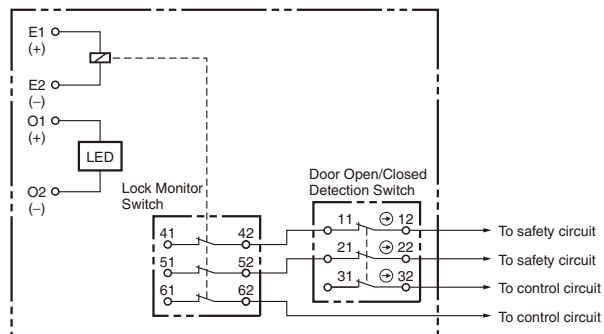 E1
(+)
E2
(–)
O1
(+)
LED
O2
(–)
Lock Monitor
Switch
41 42
51 52
61 62
Door Open/Closed
Detection Switch
11 12
21 22
31 32
To safety circuit
To safety circuit
To control circuit
To control circuit